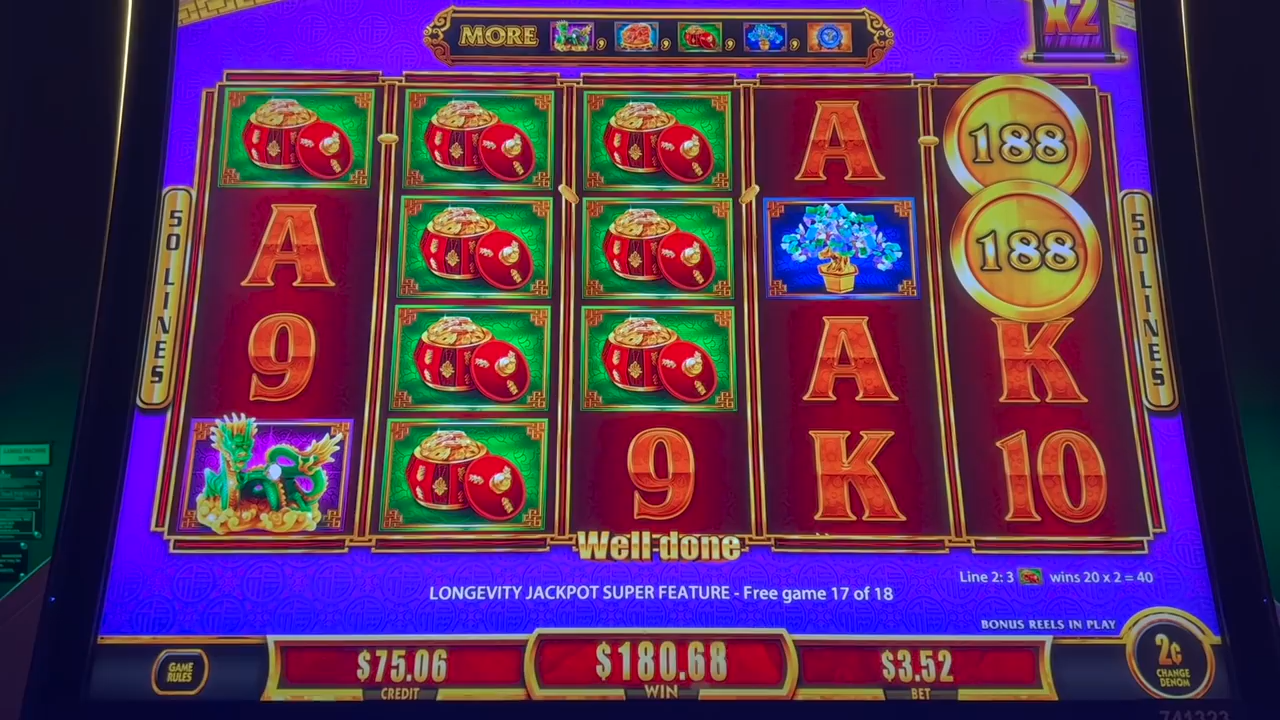 MORE , , , ,
X2
A 188
A 188
9 A K
9 K 10
50 LINES
50 LINES
Well done
LONGEVITY JACKPOT SUPER FEATURE - Free game 17 of 18
Line 2: 3 wins 20 x 2 = 40
BONUS REELS IN PLAY
GAME RULES
$75.06
CREDIT
$180.68
WIN
$3.52
BET
2¢
CHANGE
DENOM